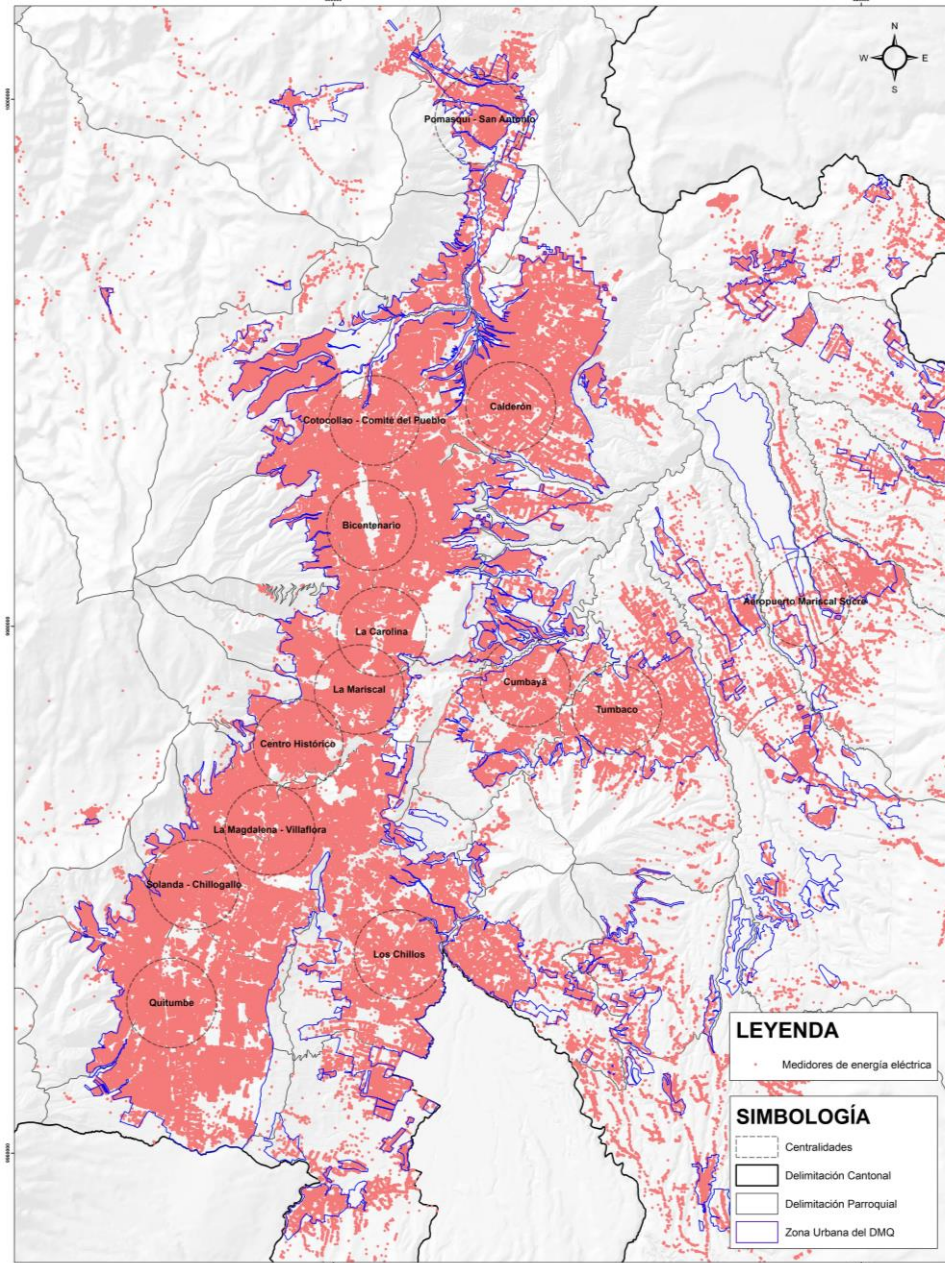 N
W
E
S
Pomasqui - San Antonio
Calderón
Cotocollao - Comité del Pueblo
Bicentenario
Aeropuerto Mariscal Sucre
La Carolina
La Mariscal
Cumbayá
Tumbaco
Centro Histórico
La Magdalena - Villaflora
Solanda - Chillogallo
Los Chillos
Quitumbe
LEYENDA
Medidores de energía eléctrica
SIMBOLOGÍA
Centralidades
Delimitación Cantonal
Delimitación Parroquial
Zona Urbana del DMQ